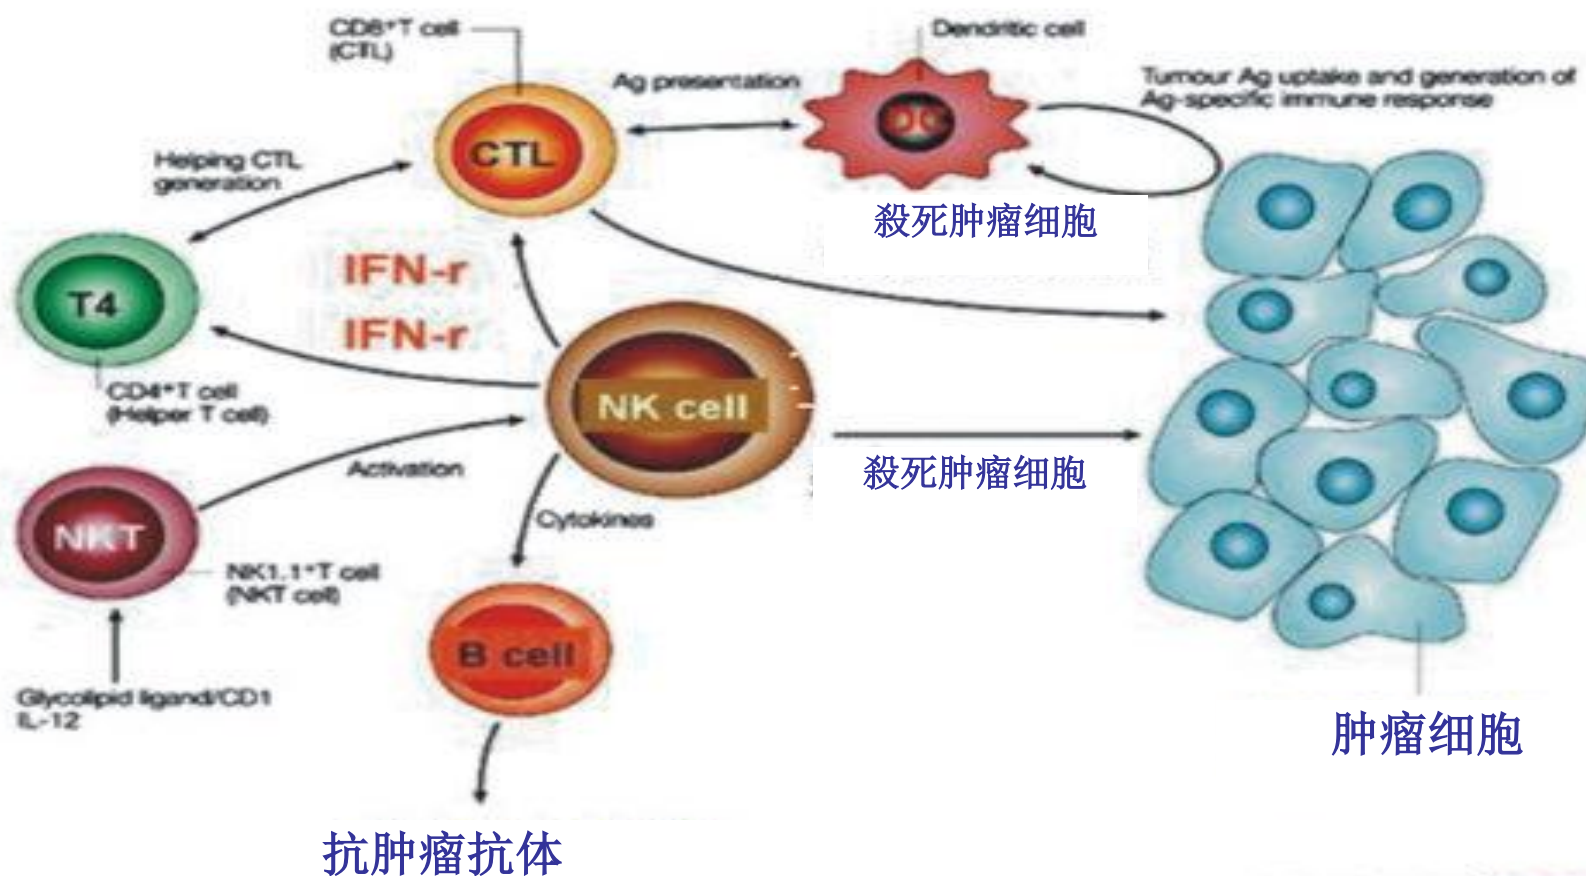 CD8+T cell
(CTL)
Dendritic cell
Ag presentation
Tumour Ag uptake and generation of
Ag-specific immune response
CTL
DC
Helping CTL
generation
殺死肿瘤细胞
IFN-r
T4
IFN-r
CD4+T cell
(Helper T cell)
NK cell
Activation
殺死肿瘤细胞
Cytokines
NKT
NK1.1+T cell
(NKT cell)
B cell
Glycolipid ligand/CD1
IL-12
肿瘤细胞
抗肿瘤抗体